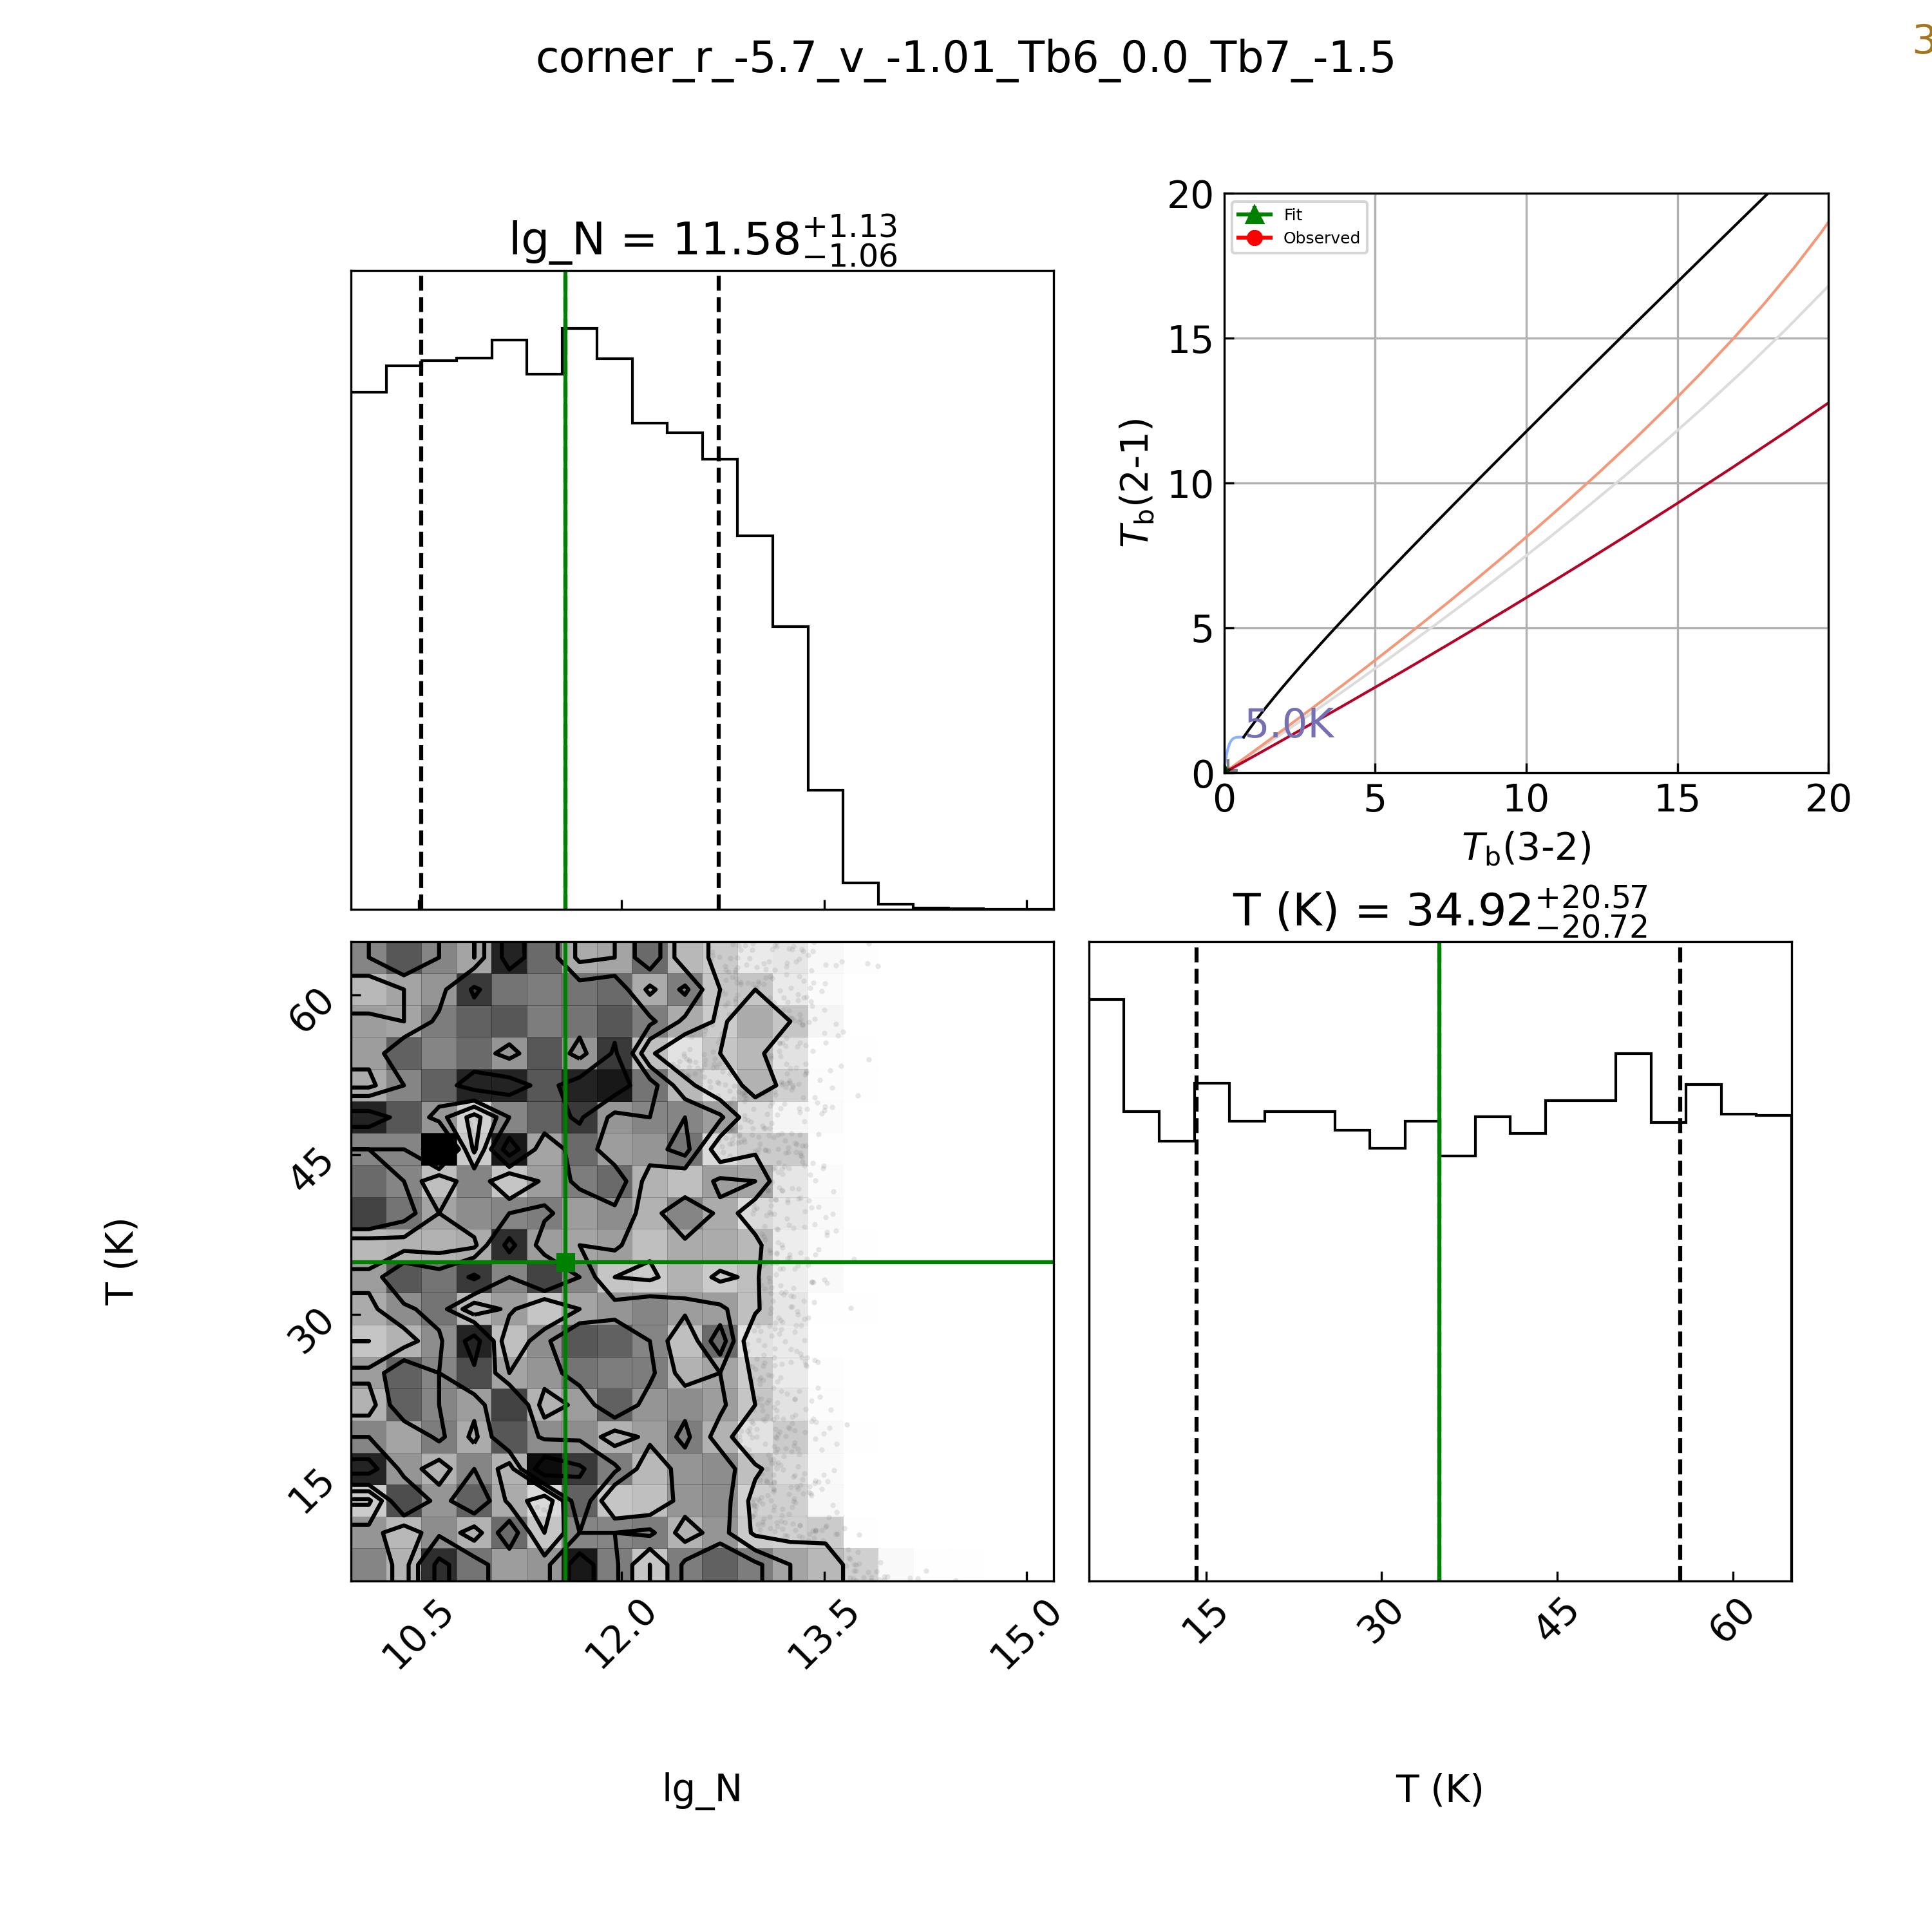 corner_r_-5.7_v_-1.01_Tb6_0.0_Tb7_-1.5
3
lg_N = 11.58+1.13−1.06
20
15
10
5
0
Tb(2-1)
Fit
Observed
5.0K
0 5 10 15 20
Tb(3-2)
T (K) = 34.92+20.57−20.72
T (K)
60
45
30
15
10.5 12.0 13.5 15.0
lg_N
15 30 45 60
T (K)